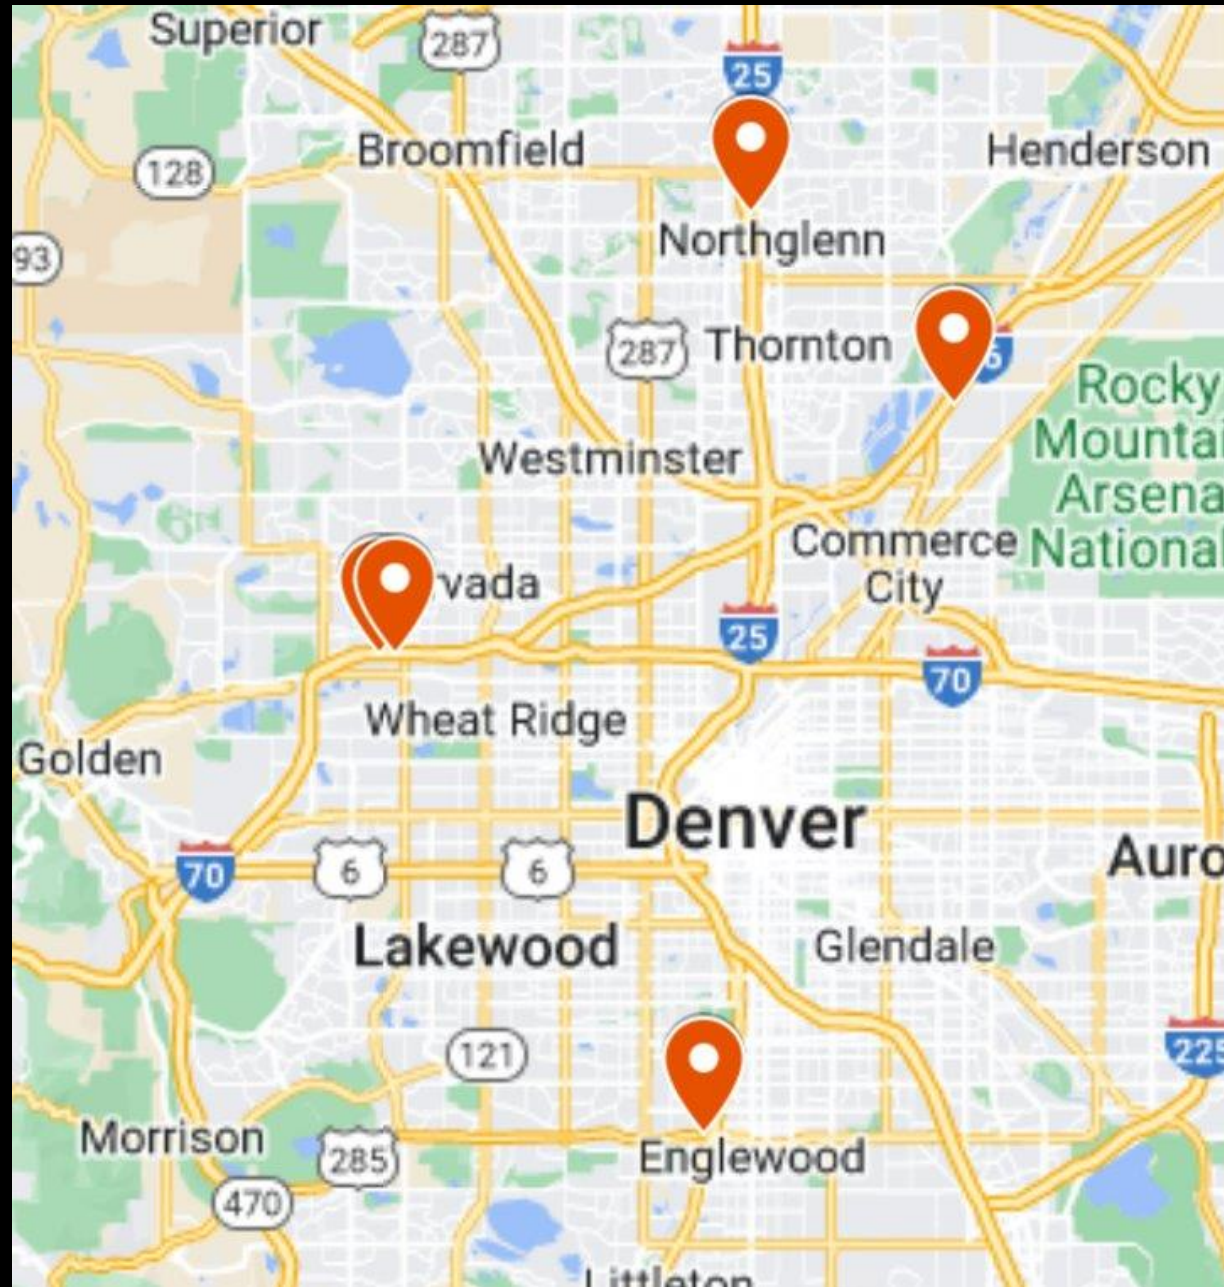 Superior
287
25
Broomfield
Henderson
128
Northglenn
93
287
Thornton
Rocky
Mountai
Arsena
National
Westminster
Commerce
City
vada
25
70
Wheat Ridge
Golden
Denver
Auro
70
6
6
Lakewood
Glendale
121
225
Morrison
285
Englewood
470
Littleton